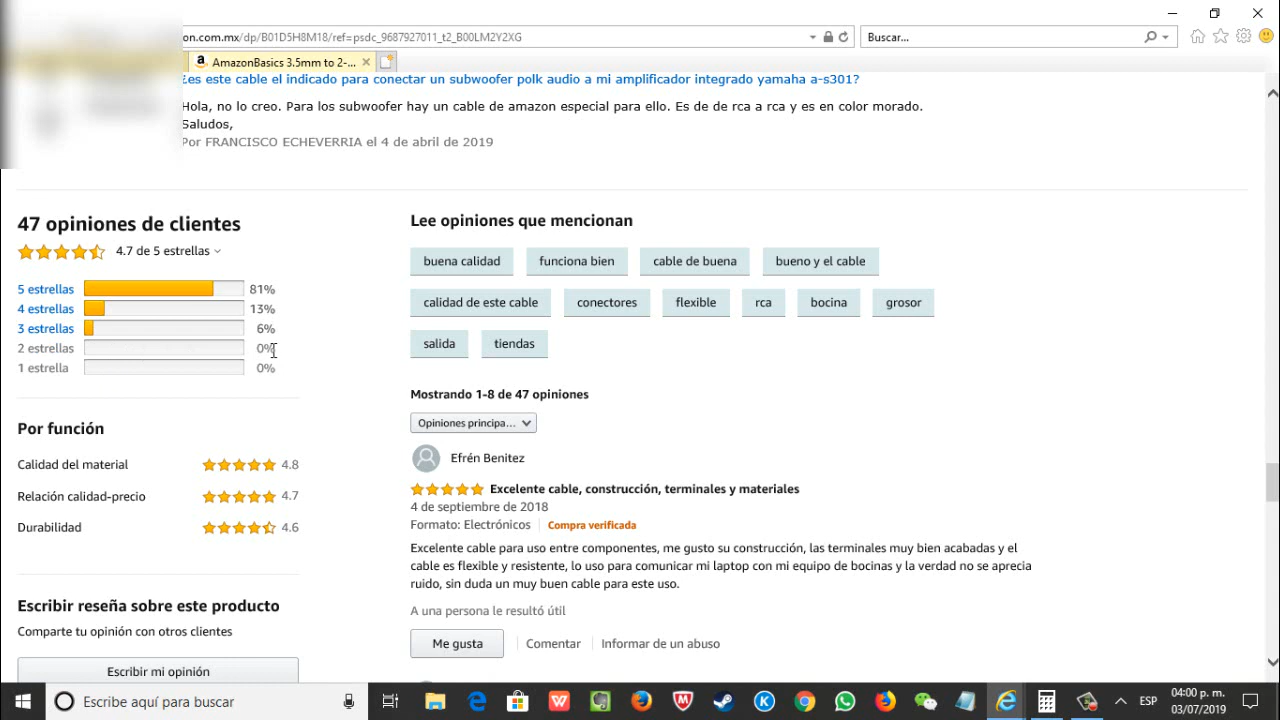 on.com.mx/dp/B01D5H8M18/ref=psdc_9687927011_t2_B00LM2Y2XG
Buscar...
AmazonBasics 3.5mm to 2-...
¿es este cable el indicado para conectar un subwoofer polk audio a mi amplificador integrado yamaha a-s301?
Hola, no lo creo. Para los subwoofer hay un cable de amazon especial para ello. Es de de rca a rca y es en color morado.
Saludos,
Por FRANCISCO ECHEVERRIA el 4 de abril de 2019
47 opiniones de clientes
4.7 de 5 estrellas
5 estrellas 81%
4 estrellas 13%
3 estrellas 6%
2 estrellas 0%
1 estrella 0%
Por función
Calidad del material 4.8
Relación calidad-precio 4.7
Durabilidad 4.6
Escribir reseña sobre este producto
Comparte tu opinión con otros clientes
Escribir mi opinión
Lee opiniones que mencionan
buena calidad funciona bien cable de buena bueno y el cable
calidad de este cable conectores flexible rca bocina grosor
salida tiendas
Mostrando 1-8 de 47 opiniones
Opiniones principa...
Efrén Benitez
Excelente cable, construcción, terminales y materiales
4 de septiembre de 2018
Formato: Electrónicos Compra verificada
Excelente cable para uso entre componentes, me gusto su construcción, las terminales muy bien acabadas y el
cable es flexible y resistente, lo uso para comunicar mi laptop con mi equipo de bocinas y la verdad no se aprecia
ruido, sin duda un muy buen cable para este uso.
A una persona le resultó útil
Me gusta Comentar Informar de un abuso
Escribe aquí para buscar
ESP
04:00 p. m.
03/07/2019